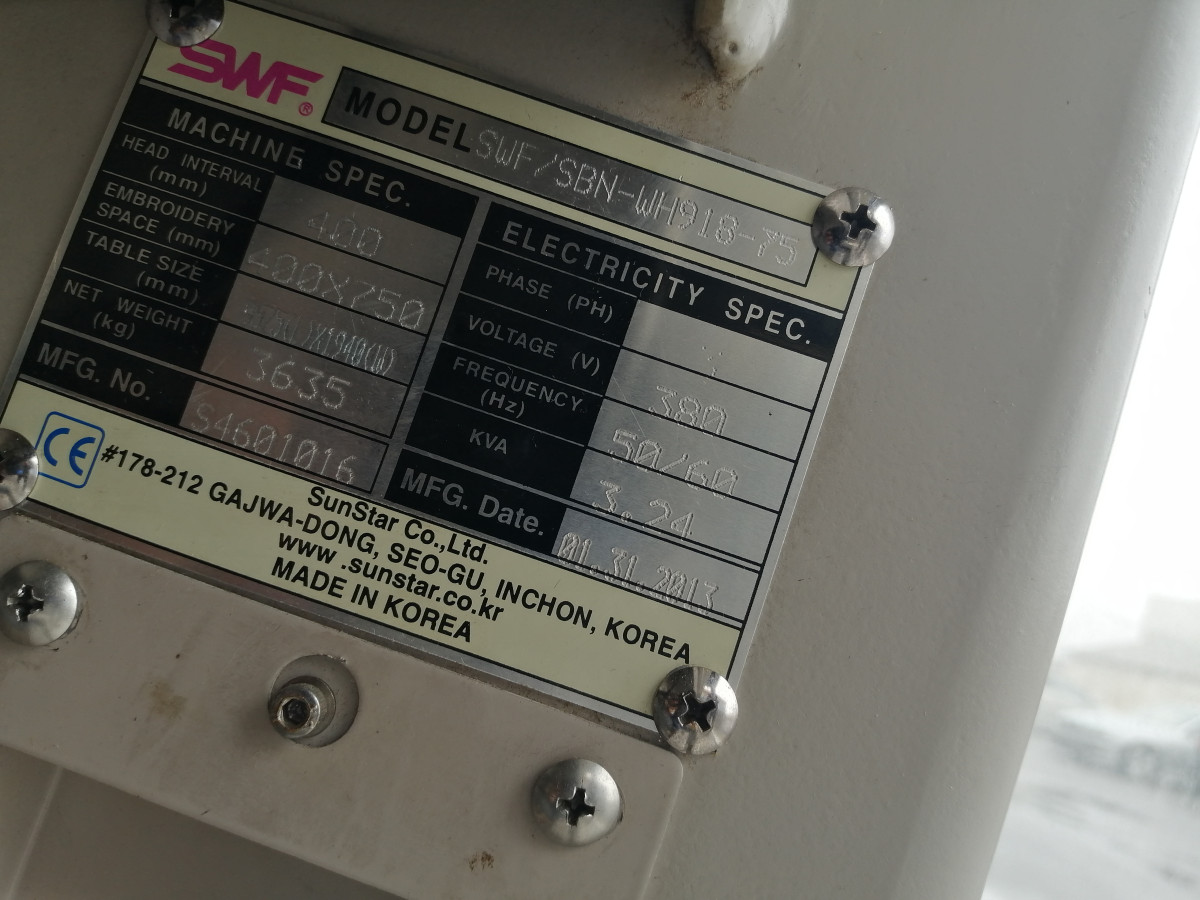 SWF®
MODEL SWF/SBN-WH918-75
MACHING SPEC.
HEAD INTERVAL (mm) 400
EMBROIDERY SPACE (mm) 400X750
TABLE SIZE (mm) X1940(W)
NET WEIGHT (kg) 3635
MFG. No. S4601016
ELECTRICITY SPEC.
PHASE (PH)
VOLTAGE (V) 380
FREQUENCY (Hz) 50/60
KVA 3.24
MFG. Date. 01.31.2013
CE
SunStar Co.,Ltd.
#178-212 GAJWA-DONG, SEO-GU, INCHON, KOREA
www .sunstar.co.kr
MADE IN KOREA